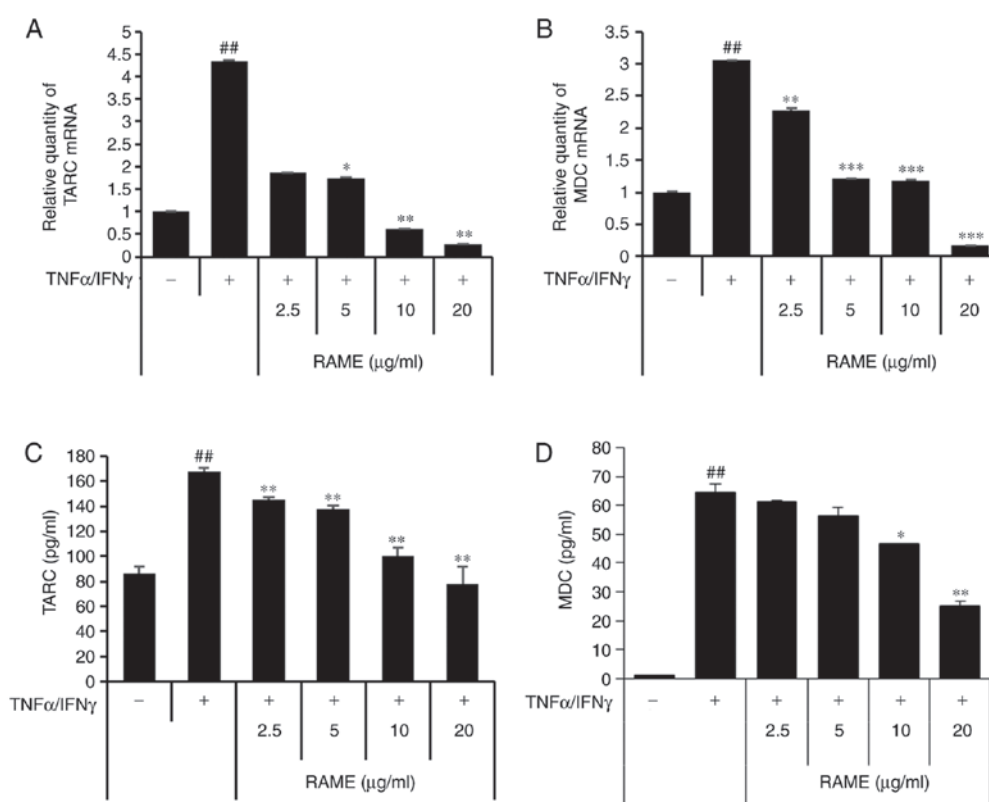 A
Relative quantity of
TARC mRNA
5
4.5
4
3.5
3
2.5
2
1.5
1
0.5
0
##
*
**
**
TNFα/IFNγ − + + + + +
2.5 5 10 20
RAME (μg/ml)
B
Relative quantity of
MDC mRNA
3.5
3
2.5
2
1.5
1
0.5
0
##
**
***
***
***
TNFα/IFNγ − + + + + +
2.5 5 10 20
RAME (μg/ml)
C
TARC (pg/ml)
180
160
140
120
100
80
60
40
20
0
##
**
**
**
**
TNFα/IFNγ − + + + + +
2.5 5 10 20
RAME (μg/ml)
D
MDC (pg/ml)
80
70
60
50
40
30
20
10
0
##
*
**
TNFα/IFNγ − + + + + +
2.5 5 10 20
RAME (μg/ml)